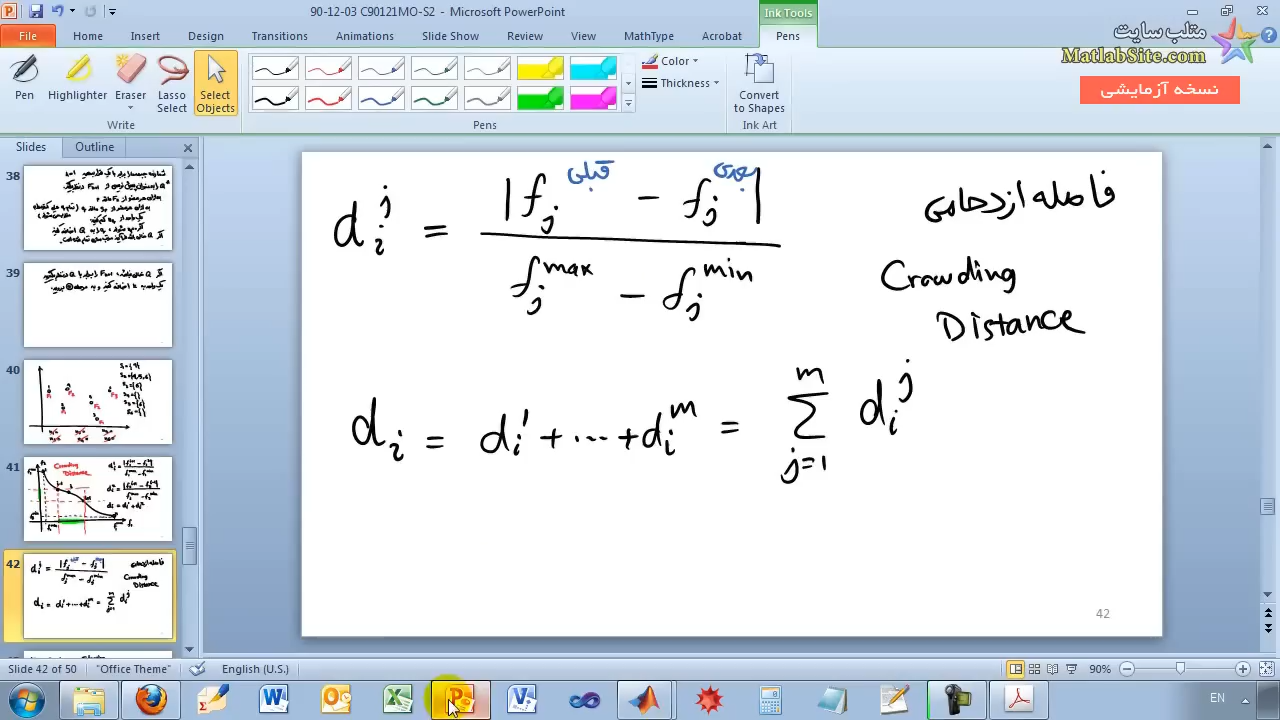 90-12-03 C90121MO-S2 - Microsoft PowerPoint
Ink Tools
File Home Insert Design Transitions Animations Slide Show Review View MathType Acrobat Pens
متلب سایت
MatlabSite.com
نسخه آزمایشی
Pen Highlighter Eraser Lasso Select Select Objects
Color
Thickness
Convert to Shapes
Write Pens Ink Art
Slides Outline
38
39
40
41
Crowding
Distance
42
d_i^j = |f_j^قبلی - f_j^بعدی| / (f_j^max - f_j^min)
فاصله ازدحامی
Crowding
Distance
d_i = d_i^1 + ... + d_i^m = ∑_{j=1}^m d_i^j
42
Slide 42 of 50 "Office Theme" English (U.S.) 90%
EN